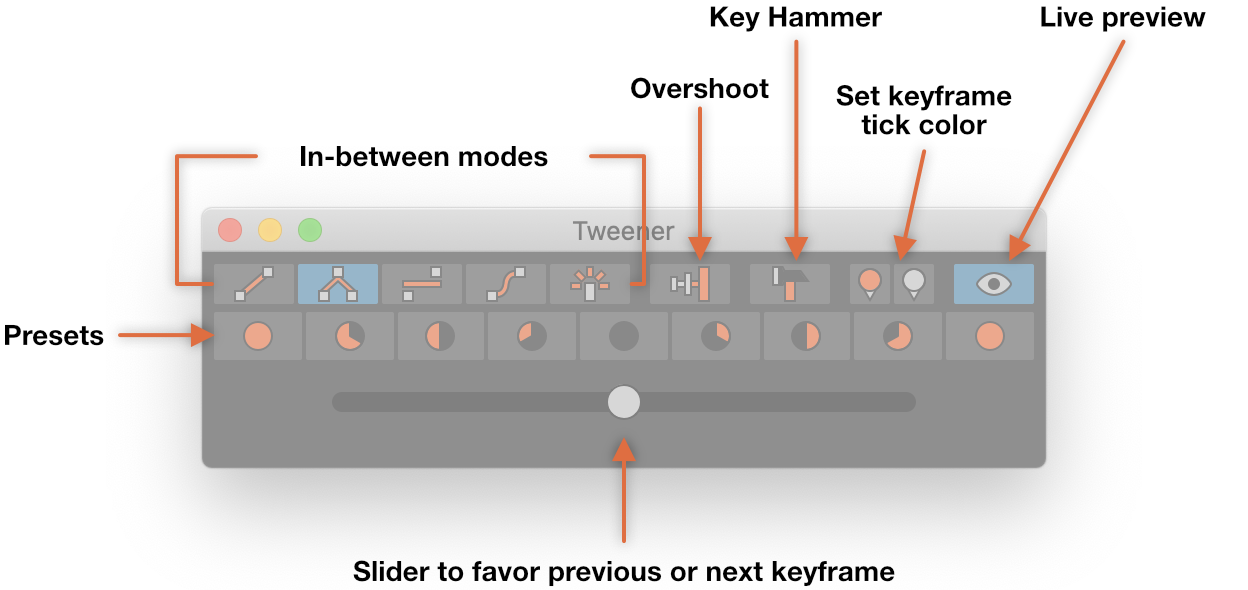 Key Hammer
Live preview
Overshoot
Set keyframe
tick color
In-between modes
Tweener
Presets
Slider to favor previous or next keyframe